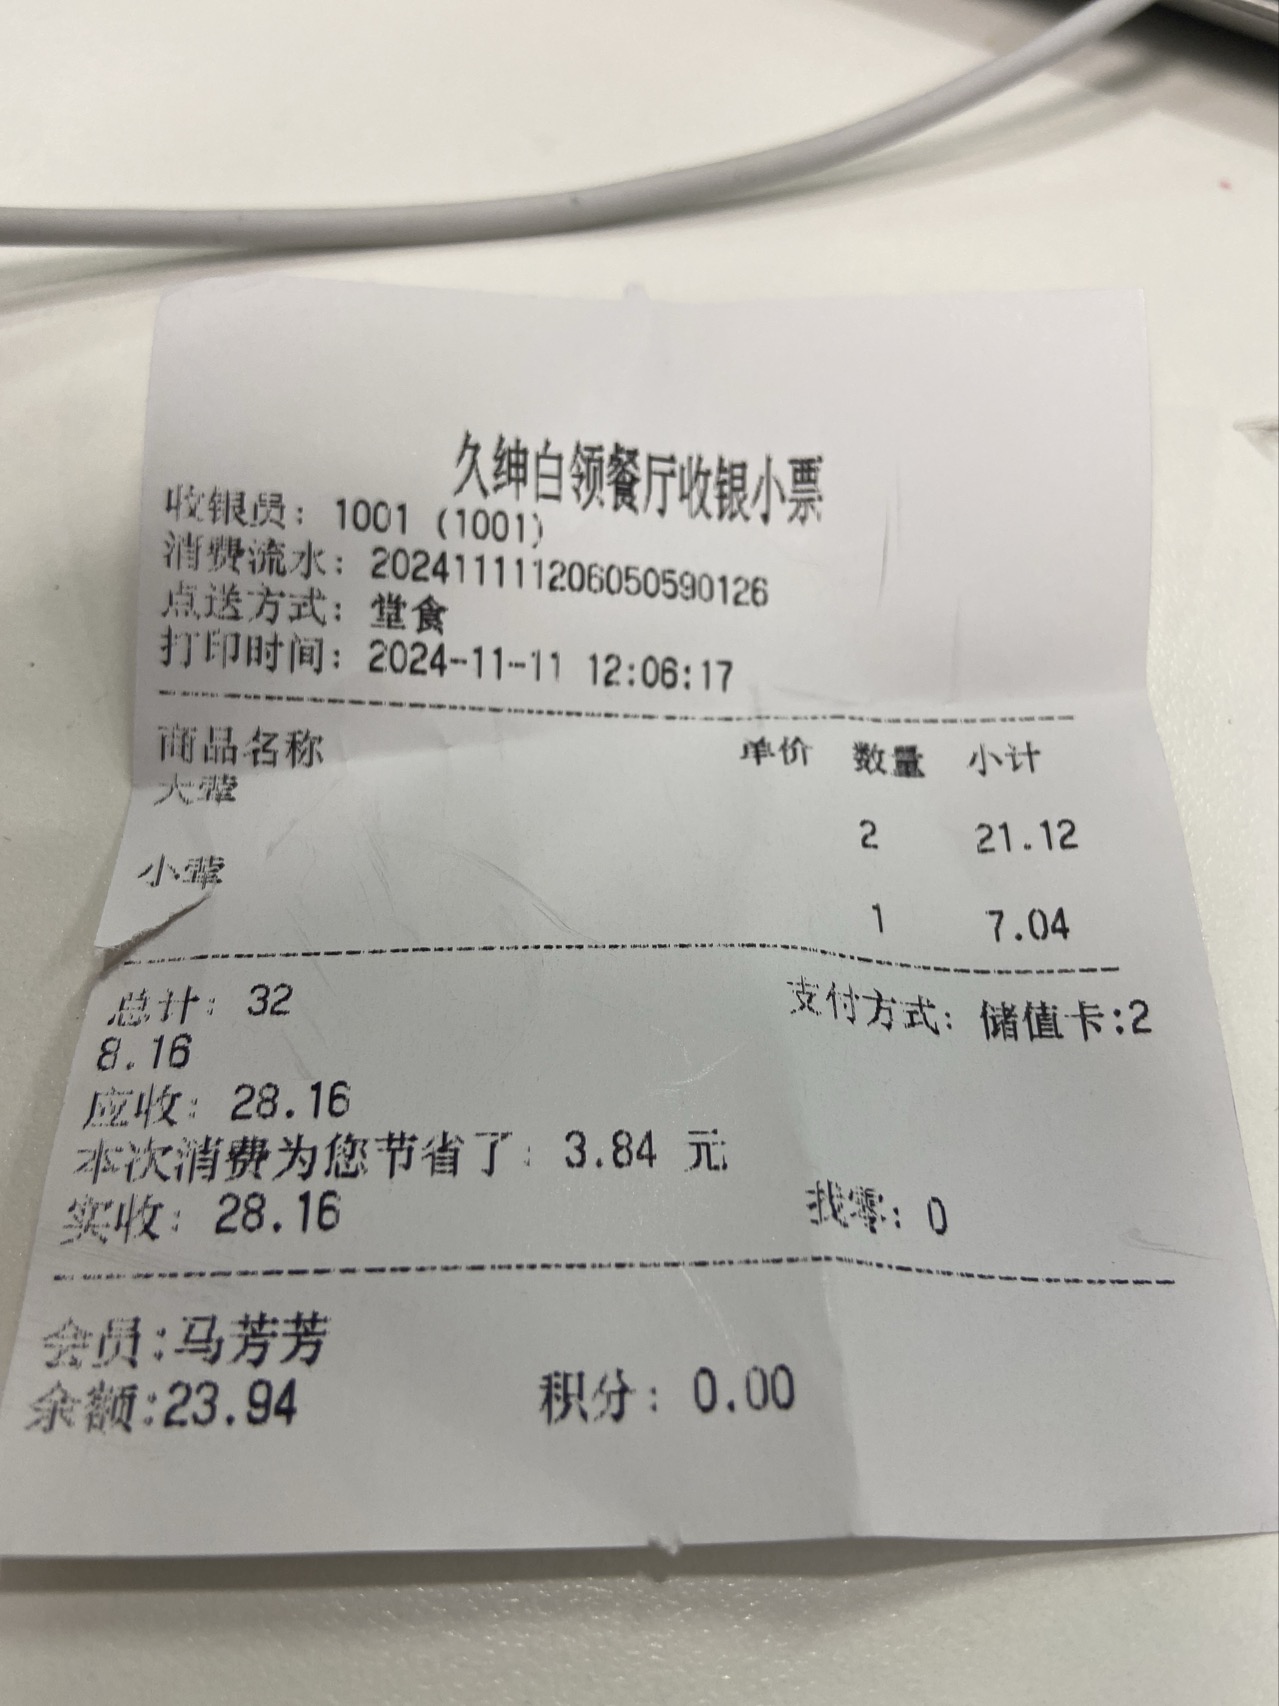 久绅白领餐厅收银小票
收银员：1001 (1001)
消费流水：202411111206050590126
点送方式：堂食
打印时间：2024-11-11 12:06:17
商品名称 单价 数量 小计
大荤
2 21.12
小荤
1 7.04
总计：32 支付方式：储值卡:2
8.16
应收：28.16
本次消费为您节省了：3.84 元
实收：28.16 找零：0
会员:马芳芳
余额:23.94 积分：0.00